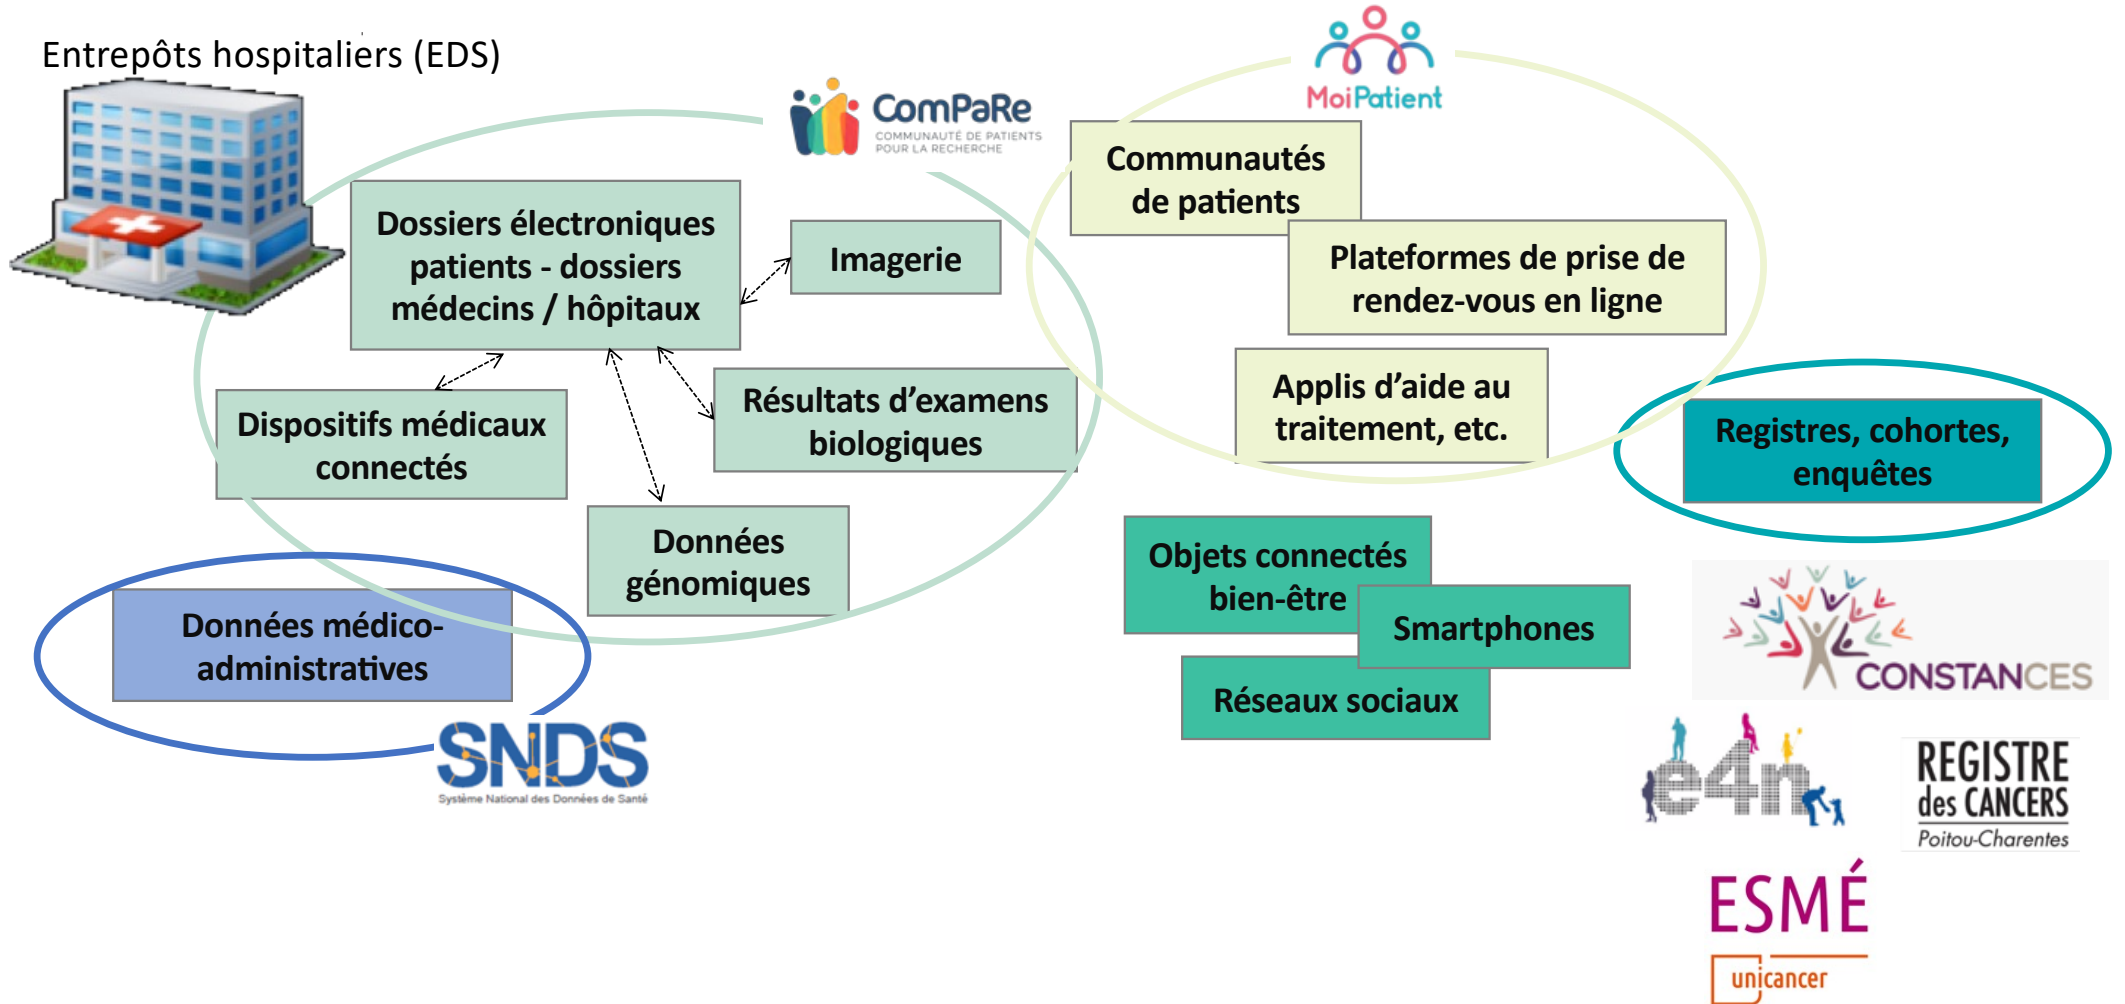 Entrepôts hospitaliers (EDS)
ComPaRe
COMMUNAUTÉ DE PATIENTS
POUR LA RECHERCHE
MoiPatient
Dossiers électroniques
patients - dossiers
médecins / hôpitaux
Imagerie
Dispositifs médicaux
connectés
Résultats d’examens
biologiques
Données
génomiques
Communautés
de patients
Plateformes de prise de
rendez-vous en ligne
Applis d’aide au
traitement, etc.
Registres, cohortes,
enquêtes
Données médico-
administratives
SNDS
Système National des Données de Santé
Objets connectés
bien-être
Smartphones
Réseaux sociaux
CONSTANCES
e4n
REGISTRE
des CANCERS
Poitou-Charentes
ESMÉ
unicancer